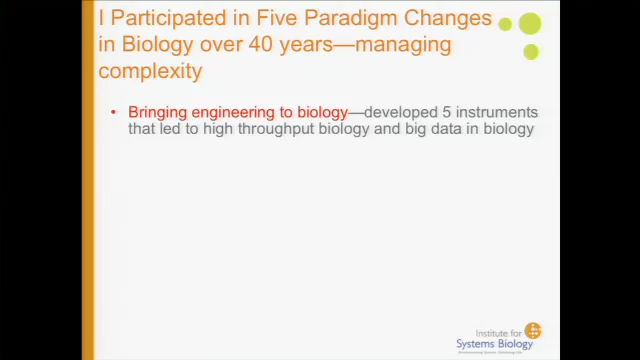 I Participated in Five Paradigm Changes
in Biology over 40 years—managing
complexity
• Bringing engineering to biology—developed 5 instruments
that led to high throughput biology and big data in biology
Institute for
Systems Biology